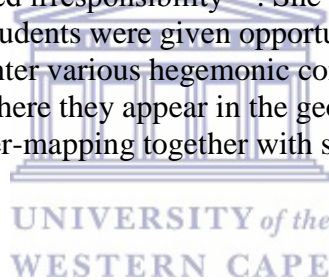 ed irresponsibility". She
udents were given opportu
nter various hegemonic co
here they appear in the geo
er-mapping together with s
UNIVERSITY of the
WESTERN CAPE